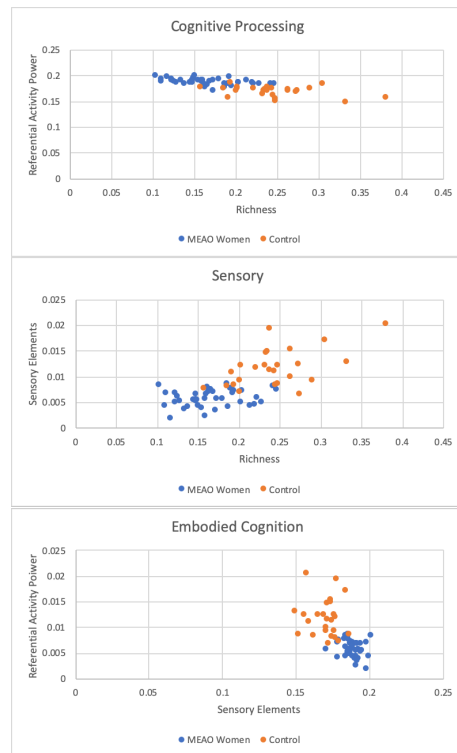 Cognitive Processing
Referential Activity Power
0.25
0.2
0.15
0.1
0.05
0
0 0.05 0.1 0.15 0.2 0.25 0.3 0.35 0.4 0.45
Richness
MEAO Women Control
Sensory
Sensory Elements
0.025
0.02
0.015
0.01
0.005
0
0 0.05 0.1 0.15 0.2 0.25 0.3 0.35 0.4 0.45
Richness
MEAO Women Control
Embodied Cognition
Referential Activity Poiwer
0.025
0.02
0.015
0.01
0.005
0
0 0.05 0.1 0.15 0.2 0.25
Sensory Elements
MEAO Women Control